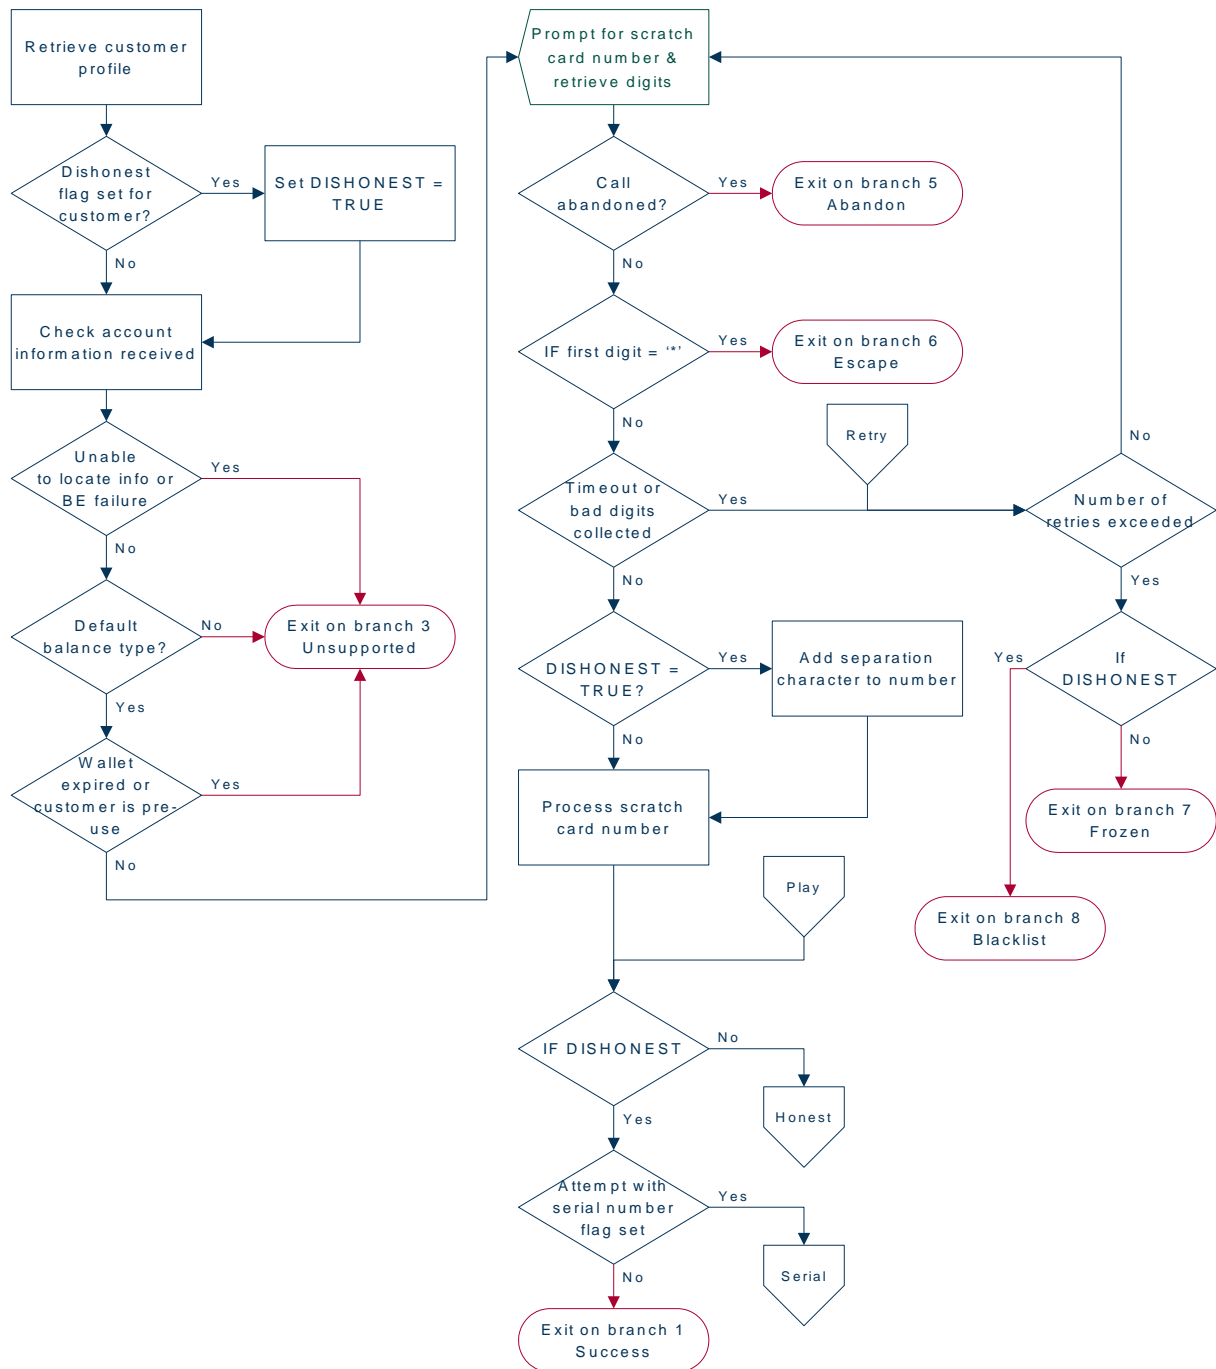 Retrieve customer
profile
Dishonest
flag set for
customer?
Yes
Set DISHONEST =
TRUE
No
Check account
information received
Unable
to locate info or
BE failure
Yes
No
Default
balance type?
No
Exit on branch 3
Unsupported
Yes
Wallet
expired or
customer is pre-
use
Yes
No
Prompt for scratch
card number &
retrieve digits
Call
abandoned?
Yes
Exit on branch 5
Abandon
No
IF first digit = ‘*’
Yes
Exit on branch 6
Escape
No
Retry
Timeout or
bad digits
collected
Yes
No
Number of
retries exceeded
No
Yes
DISHONEST =
TRUE?
Yes
Add separation
character to number
No
If
DISHONEST
Yes
No
Exit on branch 7
Frozen
Exit on branch 8
Blacklist
Process scratch
card number
Play
IF DISHONEST
No
Honest
Yes
Attempt with
serial number
flag set
Yes
Serial
No
Exit on branch 1
Success